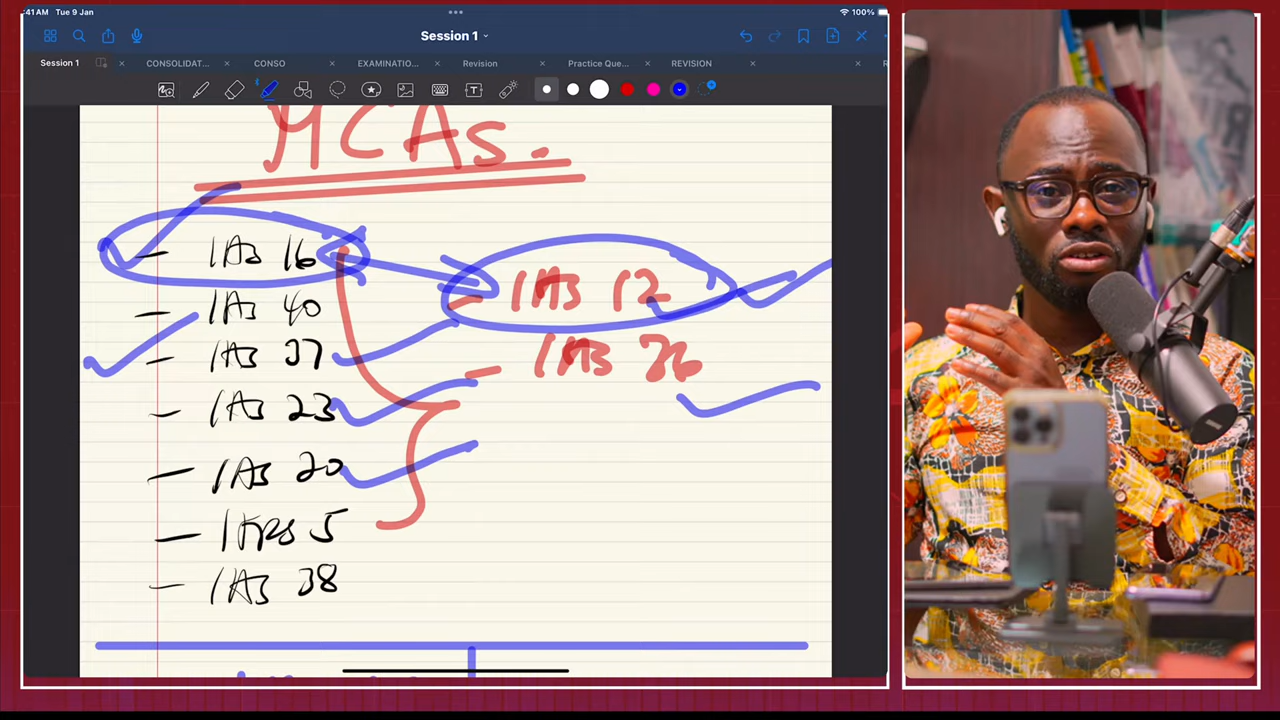 :41 AM Tue 9 Jan
100%
Session 1
Session 1
CONSOLIDAT...
CONSO
EXAMINATIO...
Revision
Practice Que...
REVISION
MCAs.
- IAS 16
- IAS 40
- IAS 37
- IAS 23
- IAS 20
- IFRS 5
- IAS 38
- IAS 12
- IAS 36